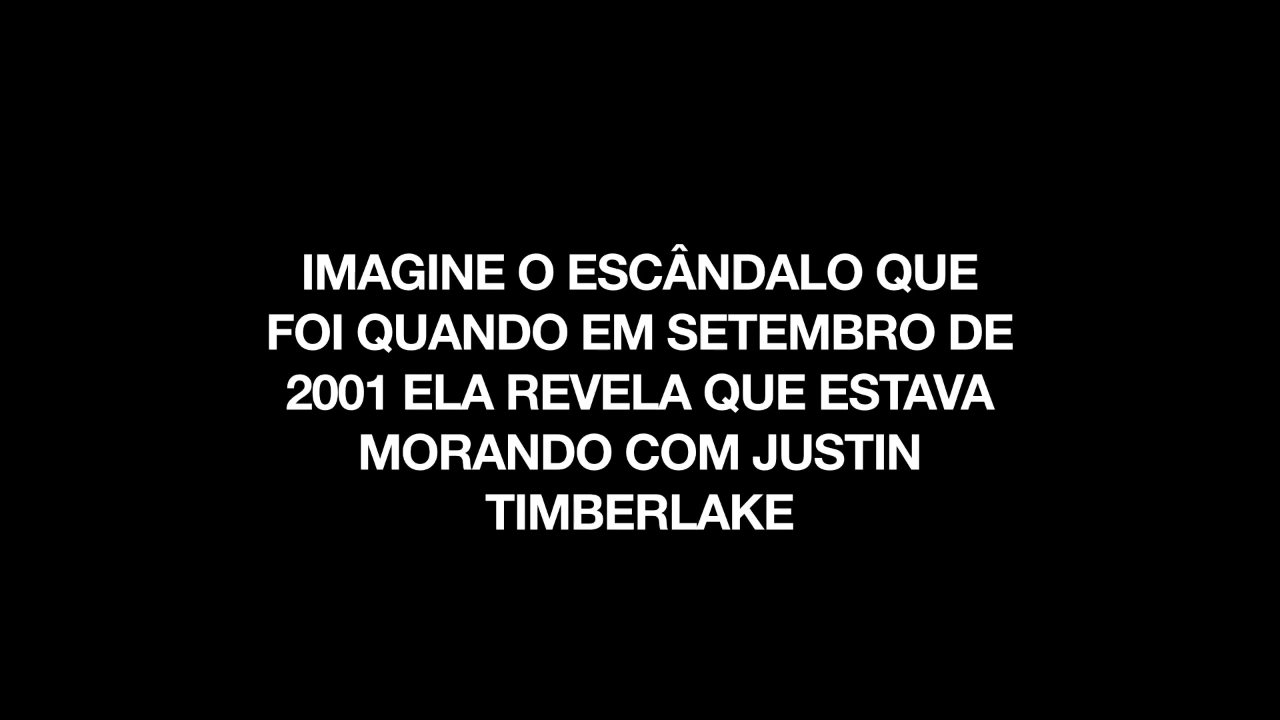 IMAGINE O ESCÂNDALO QUE
FOI QUANDO EM SETEMBRO DE
2001 ELA REVELA QUE ESTAVA
MORANDO COM JUSTIN
TIMBERLAKE